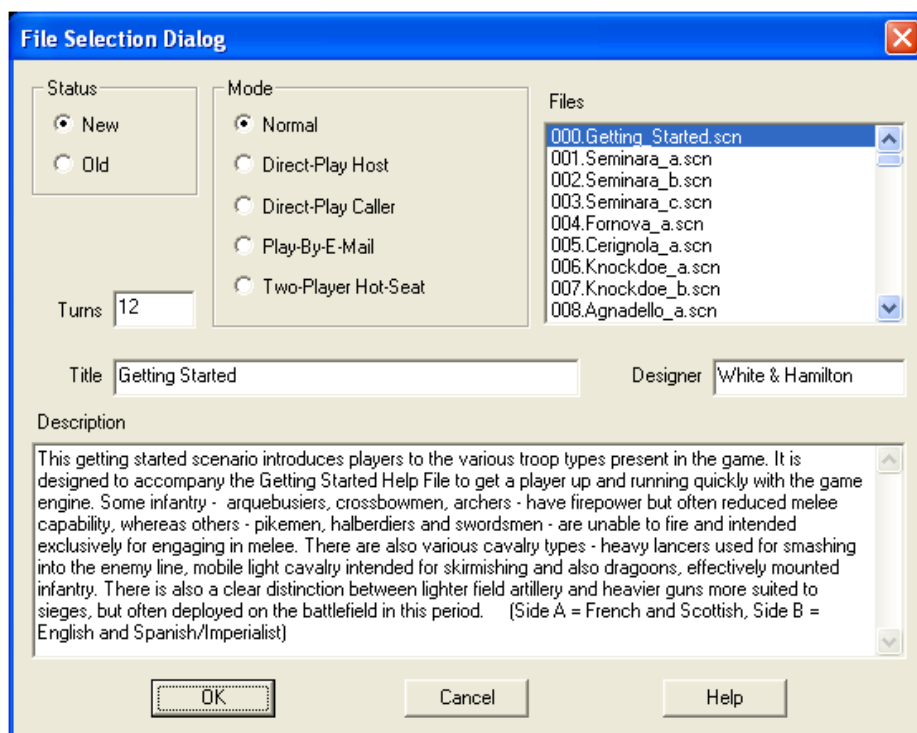 File Selection Dialog
Status
New
Old
Mode
Normal
Direct-Play Host
Direct-Play Caller
Play-By-E-Mail
Two-Player Hot-Seat
Files
000.Getting_Started.scn
001.Seminara_a.scn
002.Seminara_b.scn
003.Seminara_c.scn
004.Fornova_a.scn
005.Cerignola_a.scn
006.Knockdoe_a.scn
007.Knockdoe_b.scn
008.Agnadello_a.scn
Turns 12
Title Getting Started
Designer White & Hamilton
Description
This getting started scenario introduces players to the various troop types present in the game. It is
designed to accompany the Getting Started Help File to get a player up and running quickly with the game
engine. Some infantry - arquebusiers, crossbowmen, archers - have firepower but often reduced melee
capability, whereas others - pikemen, halberdiers and swordsmen - are unable to fire and intended
exclusively for engaging in melee. There are also various cavalry types - heavy lancers used for smashing
into the enemy line, mobile light cavalry intended for skirmishing and also dragoons, effectively mounted
infantry. There is also a clear distinction between lighter field artillery and heavier guns more suited to
sieges, but often deployed on the battlefield in this period. (Side A = French and Scottish, Side B =
English and Spanish/Imperialist)
OK
Cancel
Help